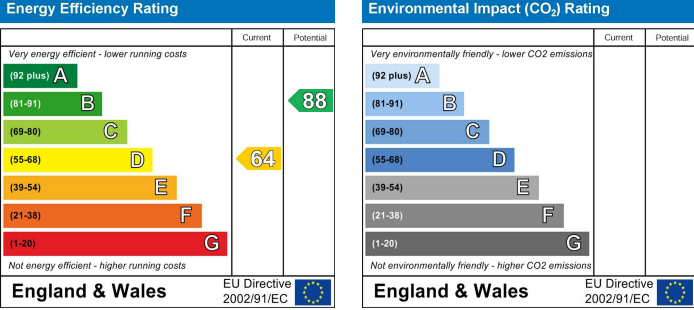 Energy Efficiency Rating
Current Potential
Very energy efficient - lower running costs
(92 plus) A
(81-91) B
88
(69-80) C
(55-68) D
64
(39-54) E
(21-38) F
(1-20) G
Not energy efficient - higher running costs
England & Wales
EU Directive
2002/91/EC
Environmental Impact (CO₂) Rating
Current Potential
Very environmentally friendly - lower CO2 emissions
(92 plus) A
(81-91) B
(69-80) C
(55-68) D
(39-54) E
(21-38) F
(1-20) G
Not environmentally friendly - higher CO2 emissions
England & Wales
EU Directive
2002/91/EC